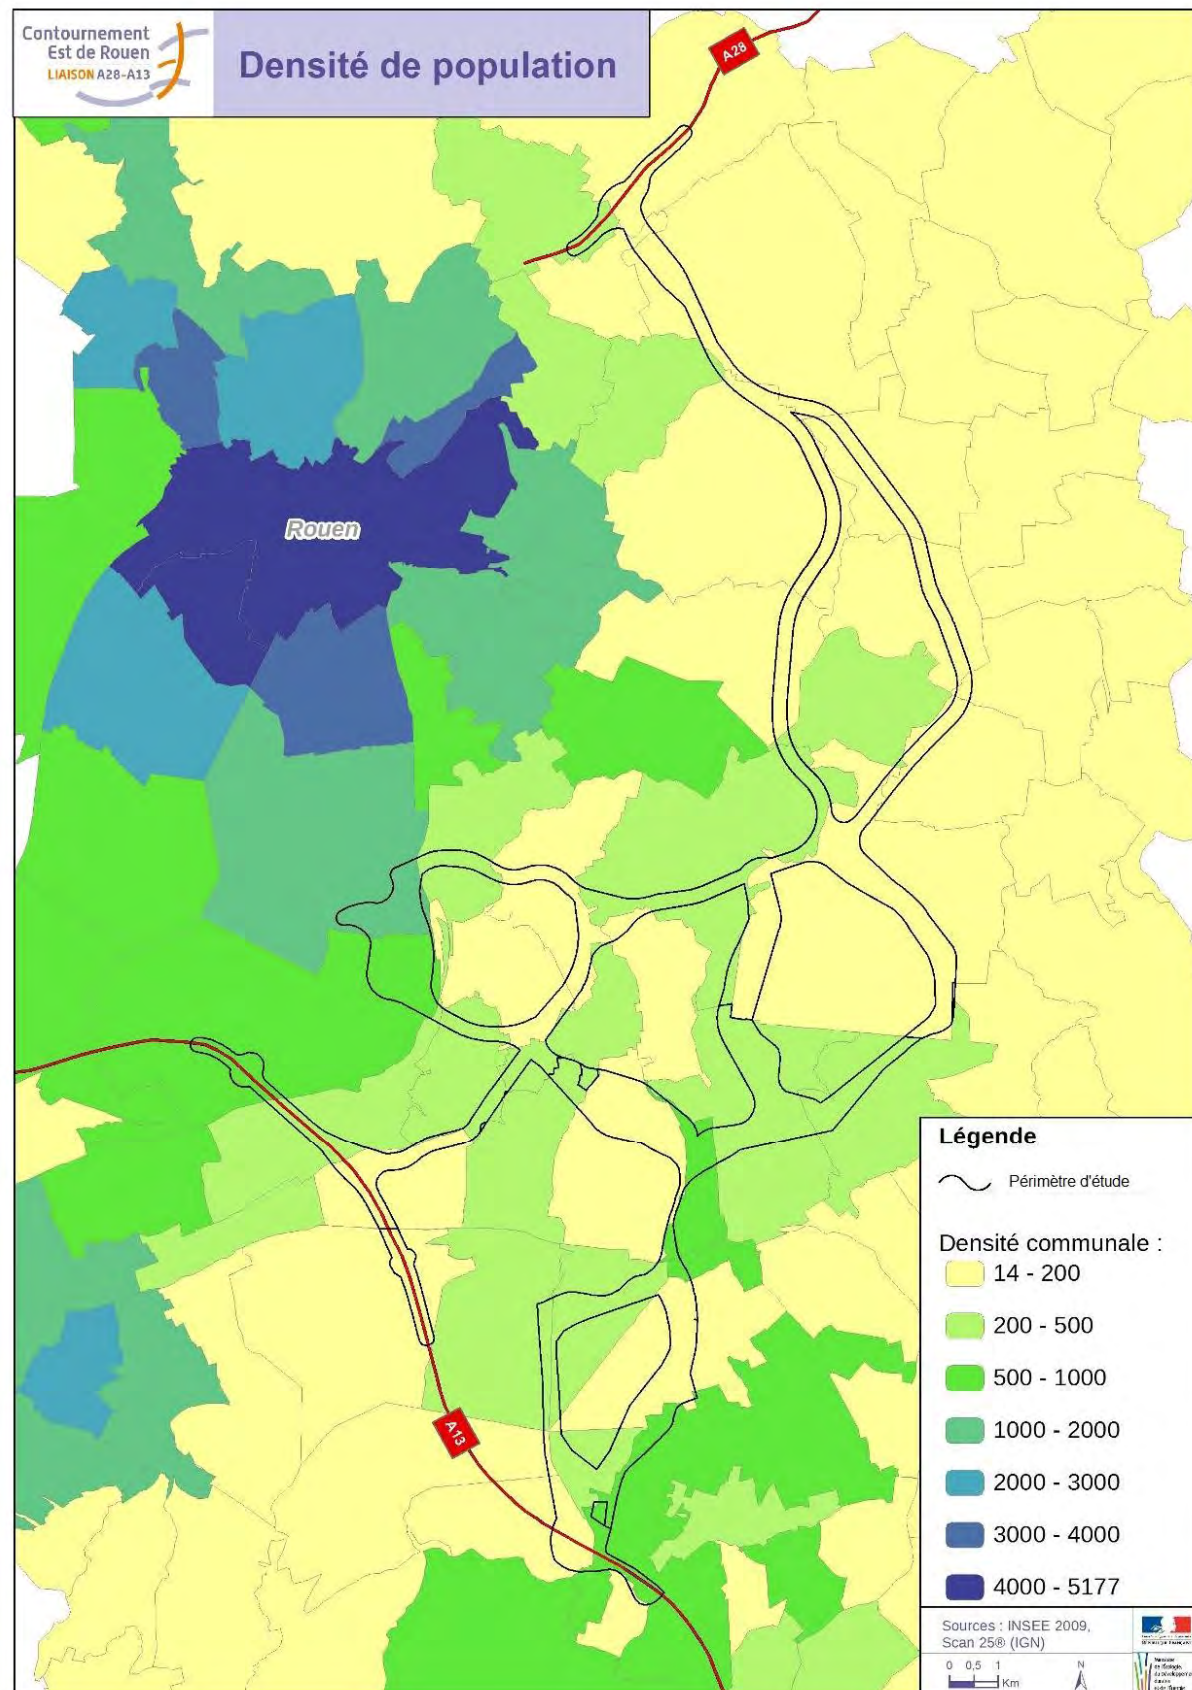 Contournement
Est de Rouen
LIAISON A28-A13
Densité de population
A28
Rouen
A13
Légende
Périmètre d'étude
Densité communale :
14 - 200
200 - 500
500 - 1000
1000 - 2000
2000 - 3000
3000 - 4000
4000 - 5177
Sources : INSEE 2009,
Scan 25® (IGN)
0 0,5 1
Km
N